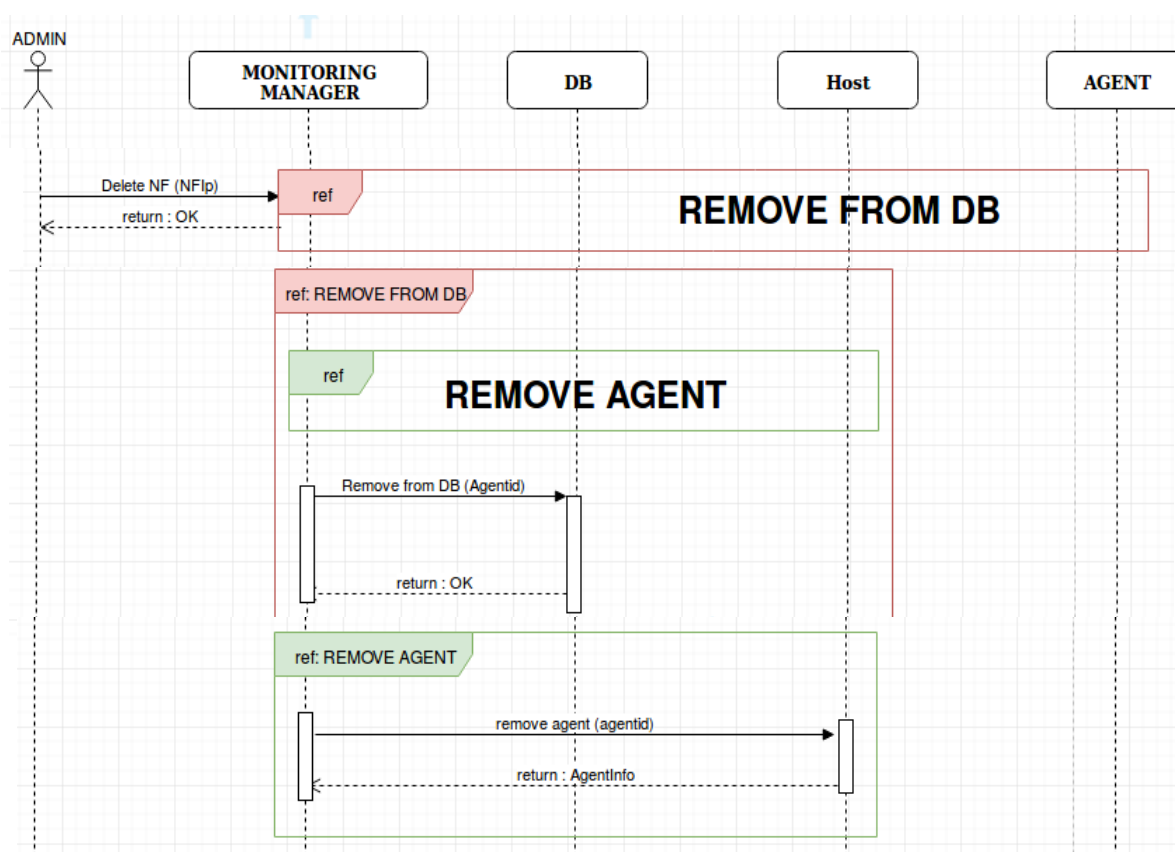 ADMIN
MONITORING
MANAGER
DB
Host
AGENT
Delete NF (NFIp)
return : OK
ref
REMOVE FROM DB
ref: REMOVE FROM DB
ref
REMOVE AGENT
Remove from DB (Agentid)
return : OK
ref: REMOVE AGENT
remove agent (agentid)
return : AgentInfo